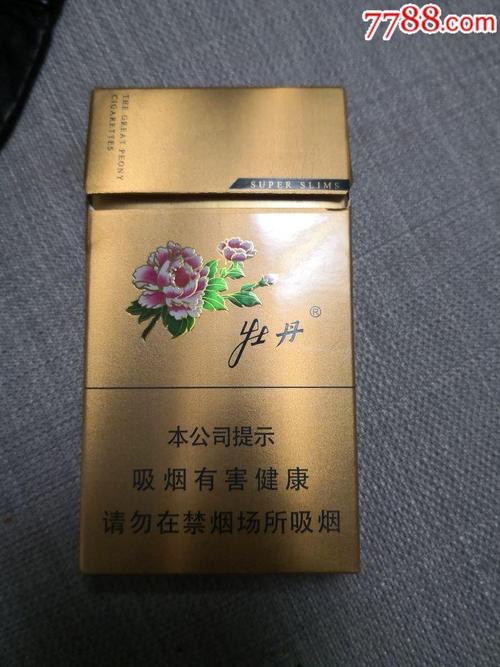 7788.com
THE GREAT PEONY
CIGARETTES
SUPER SLIMS
牡丹®
本公司提示
吸烟有害健康
请勿在禁烟场所吸烟